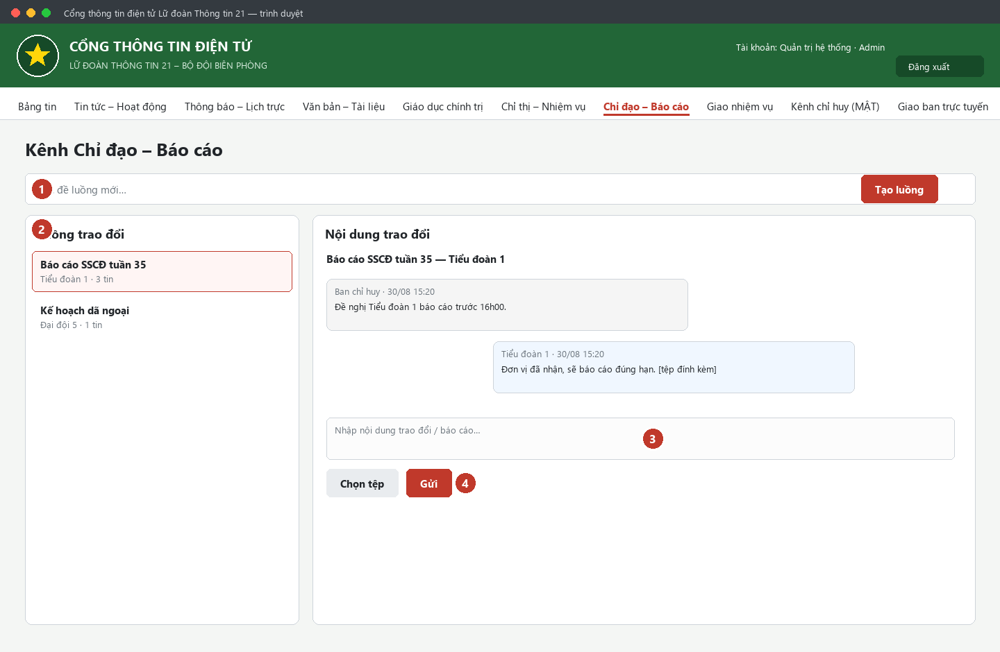 Cổng thông tin điện tử Lữ đoàn Thông tin 21 — trình duyệt
CỔNG THÔNG TIN ĐIỆN TỬ
LỮ ĐOÀN THÔNG TIN 21 – BỘ ĐỘI BIÊN PHÒNG
Tài khoản: Quản trị hệ thống · Admin
Đăng xuất
Bảng tin Tin tức – Hoạt động Thông báo – Lịch trực Văn bản – Tài liệu Giáo dục chính trị Chỉ thị – Nhiệm vụ Chỉ đạo – Báo cáo Giao nhiệm vụ Kênh chỉ huy (MẬT) Giao ban trực tuyến
Kênh Chỉ đạo – Báo cáo
1 đề luồng mới... Tạo luồng
2 trao đổi
Báo cáo SSCĐ tuần 35
Tiểu đoàn 1 · 3 tin
Kế hoạch dã ngoại
Đại đội 5 · 1 tin
Nội dung trao đổi
Báo cáo SSCĐ tuần 35 — Tiểu đoàn 1
Ban chỉ huy · 30/08 15:20
Đề nghị Tiểu đoàn 1 báo cáo trước 16h00.
Tiểu đoàn 1 · 30/08 15:20
Đơn vị đã nhận, sẽ báo cáo đúng hạn. [tệp đính kèm]
Nhập nội dung trao đổi / báo cáo...
3
Chọn tệp Gửi 4